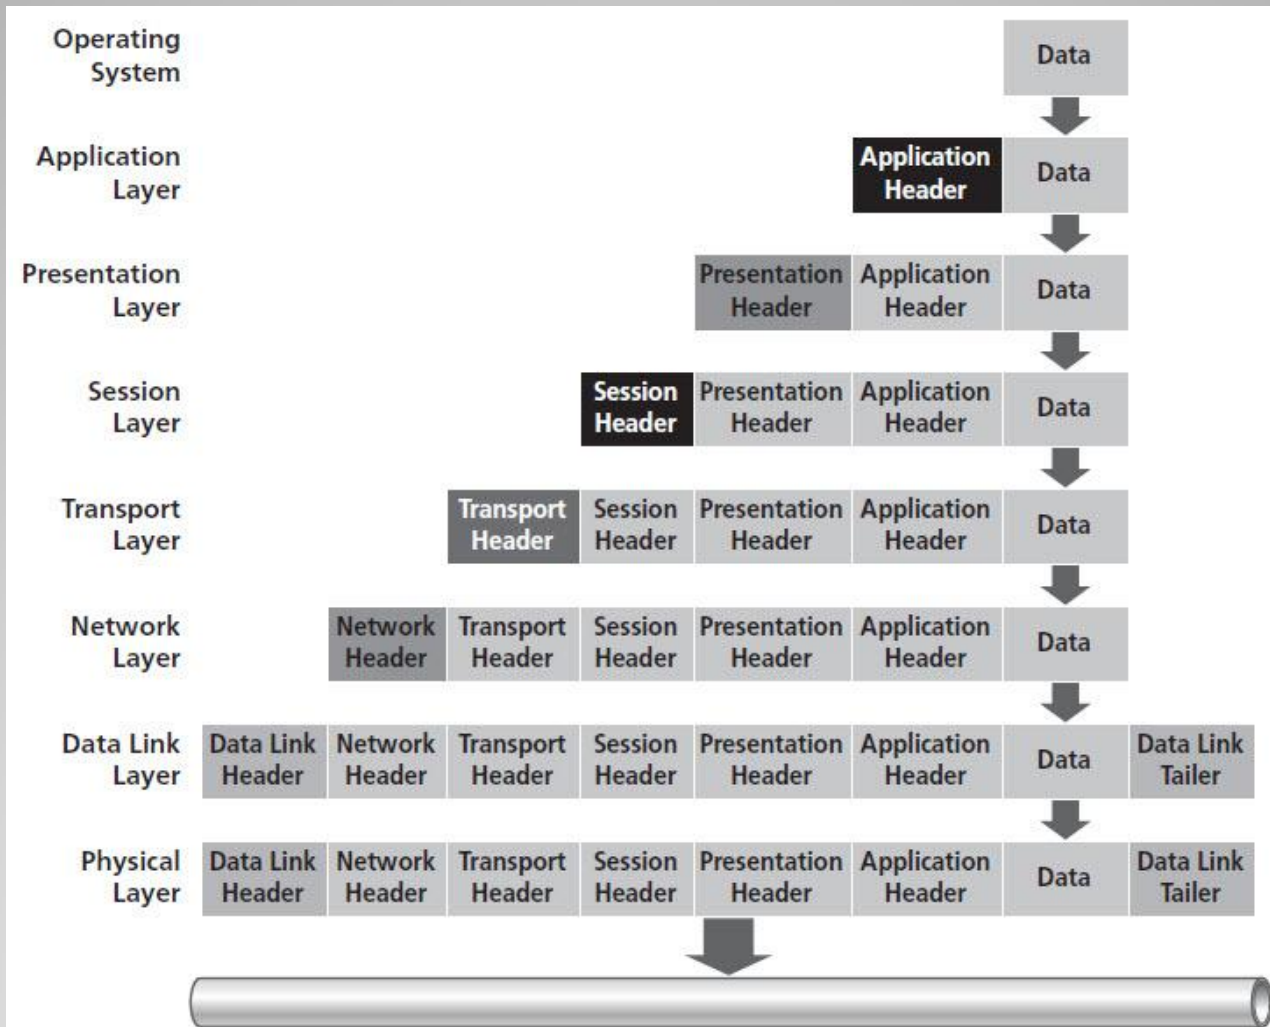 Operating
System
Data
Application
Layer
Application
Header
Data
Presentation
Layer
Presentation
Header
Application
Header
Data
Session
Layer
Session
Header
Presentation
Header
Application
Header
Data
Transport
Layer
Transport
Header
Session
Header
Presentation
Header
Application
Header
Data
Network
Layer
Network
Header
Transport
Header
Session
Header
Presentation
Header
Application
Header
Data
Data Link
Layer
Data Link
Header
Network
Header
Transport
Header
Session
Header
Presentation
Header
Application
Header
Data
Data Link
Tailer
Physical
Layer
Data Link
Header
Network
Header
Transport
Header
Session
Header
Presentation
Header
Application
Header
Data
Data Link
Tailer